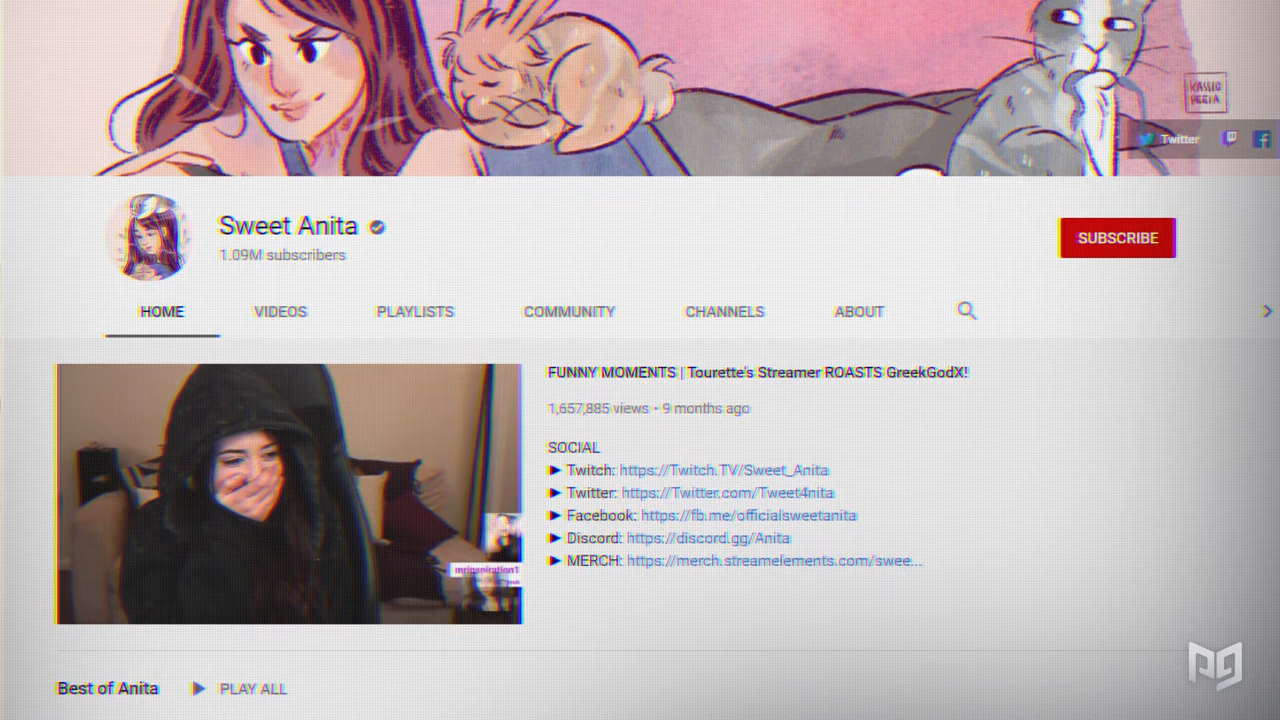 KASSIO
Twitter
Sweet Anita
1.09M subscribers
SUBSCRIBE
HOME VIDEOS PLAYLISTS COMMUNITY CHANNELS ABOUT
FUNNY MOMENTS | Tourette's Streamer ROASTS GreekGodX!
1,657,885 views • 9 months ago
SOCIAL
► Twitch: https://Twitch.TV/Sweet_Anita
► Twitter: https://Twitter.com/Tweet4nita
► Facebook: https://fb.me/officialsweetanita
► Discord: https://discord.gg/Anita
► MERCH: https://merch.streamelements.com/swee...
mrinspiration1
Best of Anita ▶ PLAY ALL
PG